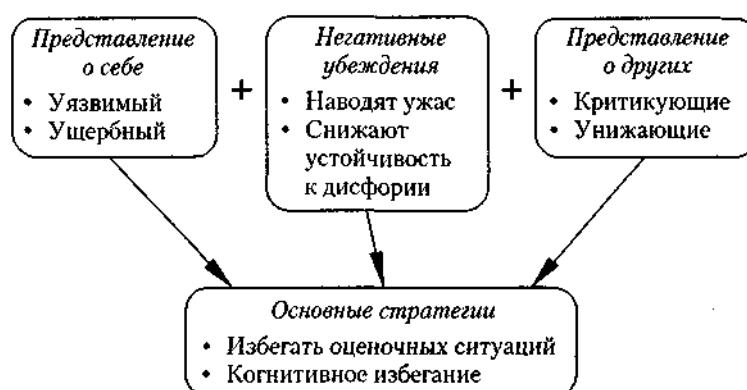 Представление
о себе
• Уязвимый
• Ущербный
+
Негативные
убеждения
• Наводят ужас
• Снижают
устойчивость
к дисфории
+
Представление
о других
• Критикующие
• Унижающие
Основные стратегии
• Избегать оценочных ситуаций
• Когнитивное избегание